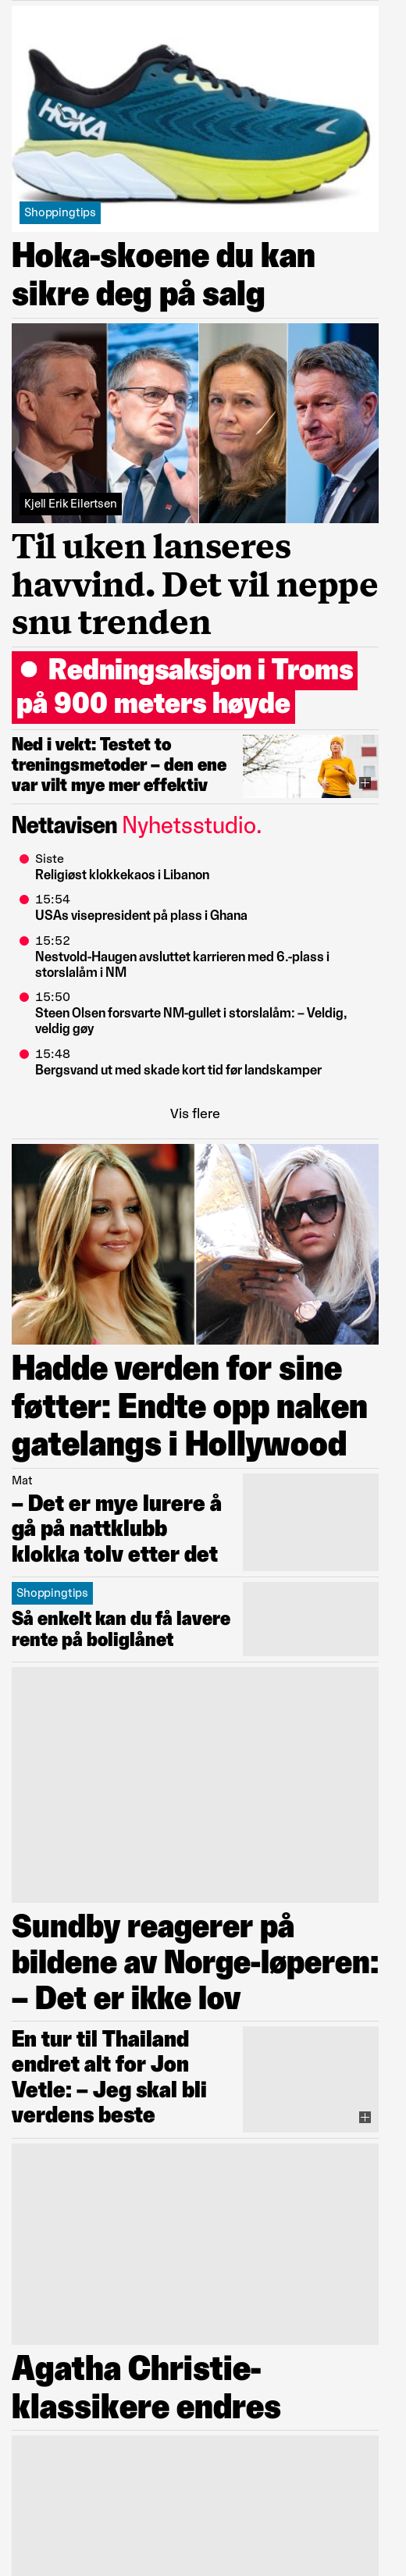 HOKA
Shoppingtips
Hoka-skoene du kan
sikre deg på salg
Kjell Erik Eilertsen
Til uken lanseres
havvind. Det vil neppe
snu trenden
Redningsaksjon i Troms
på 900 meters høyde
Ned i vekt: Testet to
treningsmetoder – den ene
var vilt mye mer effektiv
Nettavisen Nyhetsstudio.
Siste
Religiøst klokkekaos i Libanon
15:54
USAs visepresident på plass i Ghana
15:52
Nestvold-Haugen avsluttet karrieren med 6.-plass i
storslalåm i NM
15:50
Steen Olsen forsvarte NM-gullet i storslalåm: – Veldig,
veldig gøy
15:48
Bergsvand ut med skade kort tid før landskamper
Vis flere
Hadde verden for sine
føtter: Endte opp naken
gatelangs i Hollywood
Mat
– Det er mye lurere å
gå på nattklubb
klokka tolv etter det
Shoppingtips
Så enkelt kan du få lavere
rente på boliglånet
Sundby reagerer på
bildene av Norge-løperen:
– Det er ikke lov
En tur til Thailand
endret alt for Jon
Vetle: – Jeg skal bli
verdens beste
Agatha Christie-
klassikere endres